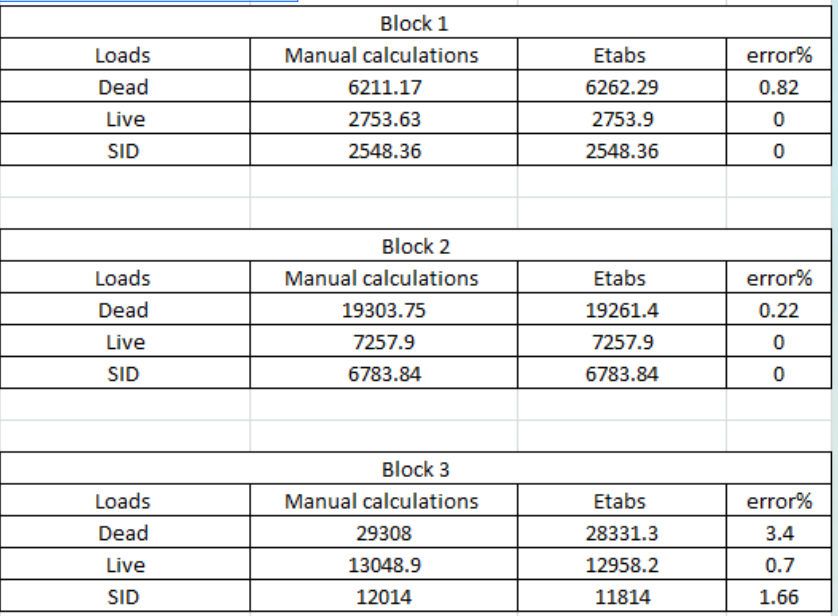 Block 1
Loads Manual calculations Etabs error%
Dead 6211.17 6262.29 0.82
Live 2753.63 2753.9 0
SID 2548.36 2548.36 0
Block 2
Loads Manual calculations Etabs error%
Dead 19303.75 19261.4 0.22
Live 7257.9 7257.9 0
SID 6783.84 6783.84 0
Block 3
Loads Manual calculations Etabs error%
Dead 29308 28331.3 3.4
Live 13048.9 12958.2 0.7
SID 12014 11814 1.66